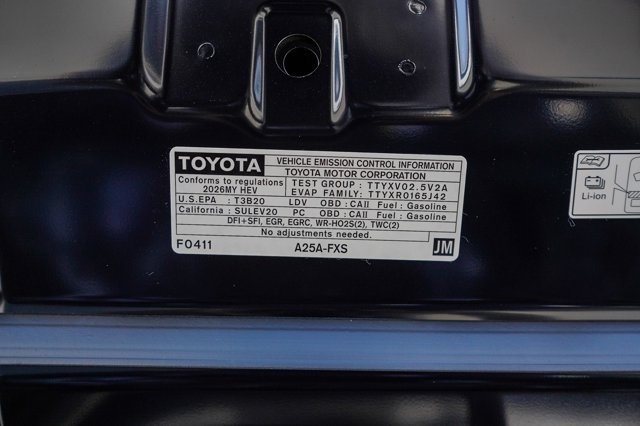 TOYOTA VEHICLE EMISSION CONTROL INFORMATION
TOYOTA MOTOR CORPORATION
Conforms to regulations
2026MY HEV
TEST GROUP : TTYXV02.5V2A
EVAP FAMILY: TTYXR0165J42
U.S.EPA : T3B20 LDV OBD : CAII Fuel : Gasoline
California : SULEV20 PC OBD : CAII Fuel : Gasoline
DFI+SFI, EGR, EGRC, WR-HO2S(2), TWC(2)
No adjustments needed.
F0411 A25A-FXS JM
Li-ion